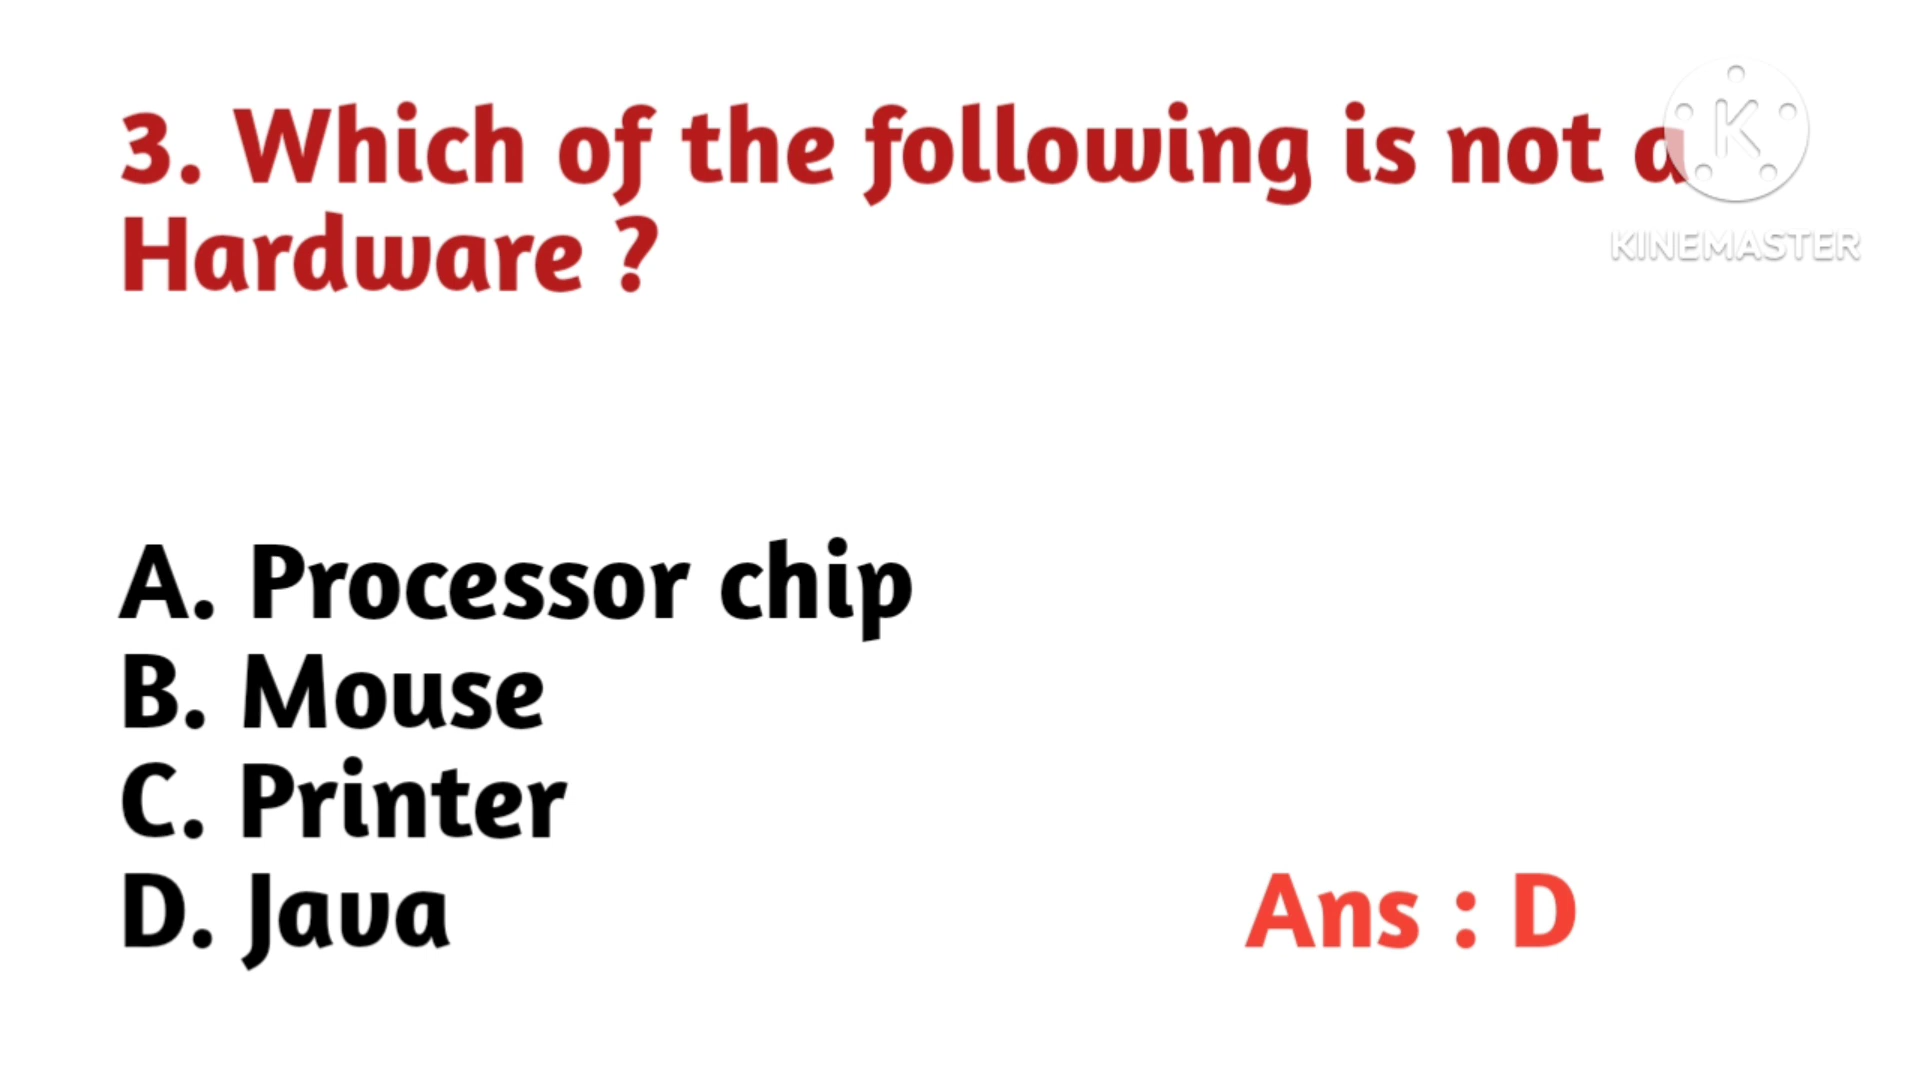 3. Which of the following is not a
Hardware ?
KINEMASTER
A. Processor chip
B. Mouse
C. Printer
D. Java
Ans : D